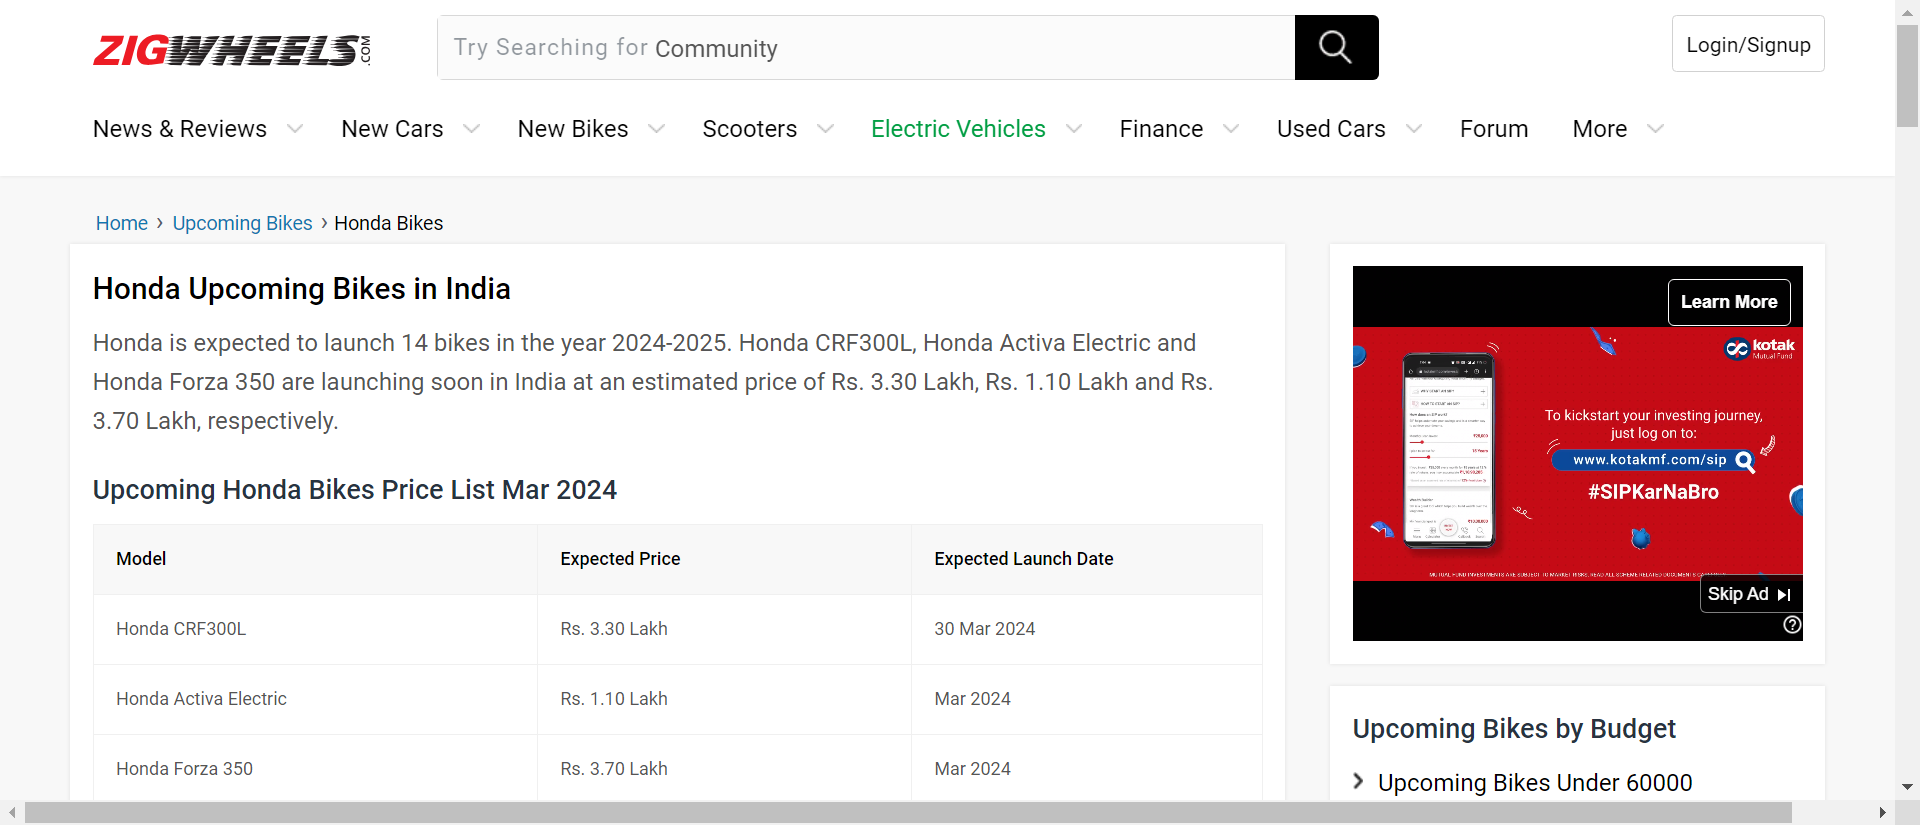 ZIGWHEELS.COM
Try Searching for Community
Login/Signup
News & Reviews New Cars New Bikes Scooters Electric Vehicles Finance Used Cars Forum More
Home › Upcoming Bikes › Honda Bikes
Honda Upcoming Bikes in India
Honda is expected to launch 14 bikes in the year 2024-2025. Honda CRF300L, Honda Activa Electric and
Honda Forza 350 are launching soon in India at an estimated price of Rs. 3.30 Lakh, Rs. 1.10 Lakh and Rs.
3.70 Lakh, respectively.
Upcoming Honda Bikes Price List Mar 2024
Model Expected Price Expected Launch Date
Honda CRF300L Rs. 3.30 Lakh 30 Mar 2024
Honda Activa Electric Rs. 1.10 Lakh Mar 2024
Honda Forza 350 Rs. 3.70 Lakh Mar 2024
Learn More
kotak
Mutual Fund
To kickstart your investing journey,
just log on to:
www.kotakmf.com/sip
#SIPKarNaBro
MUTUAL FUND INVESTMENTS ARE SUBJECT TO MARKET RISKS, READ ALL SCHEME RELATED DOCUMENTS
Skip Ad
Upcoming Bikes by Budget
Upcoming Bikes Under 60000